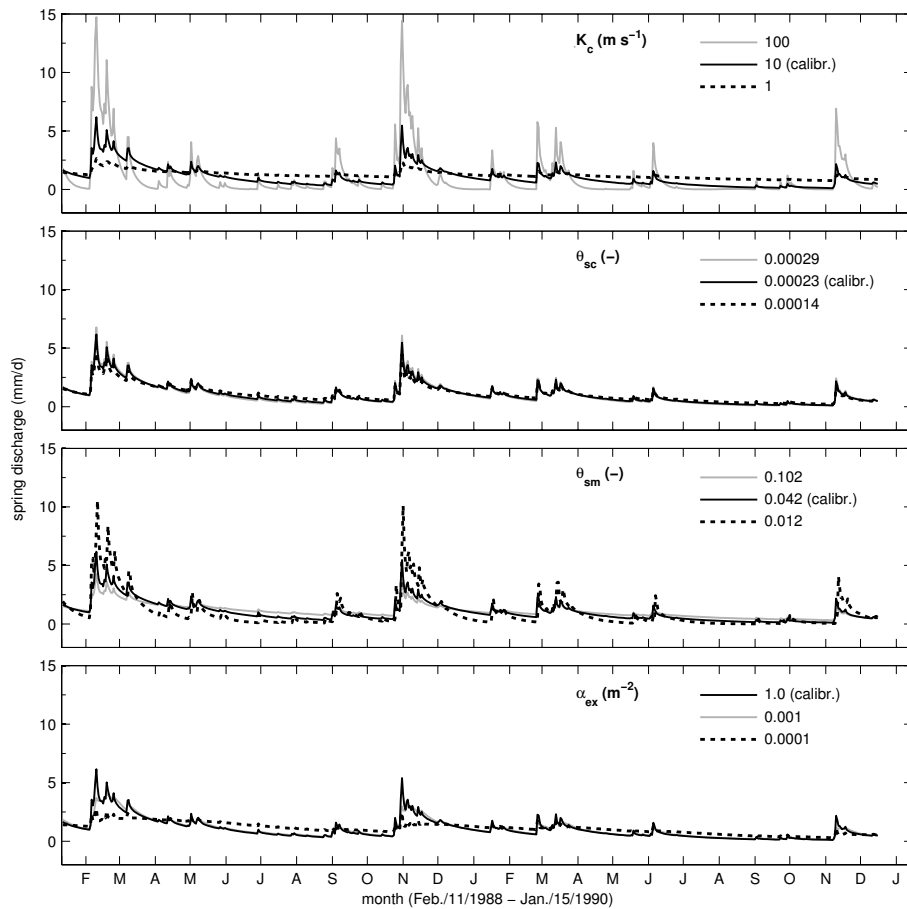 15
10
5
0
K_c (m s⁻¹)
100
10 (calibr.)
1
15
10
5
0
θ_sc (−)
0.00029
0.00023 (calibr.)
0.00014
spring discharge (mm/d)
15
10
5
0
θ_sm (−)
0.102
0.042 (calibr.)
0.012
15
10
5
0
α_ex (m⁻²)
1.0 (calibr.)
0.001
0.0001
F M A M J J A S O N D J F M A M J J A S O N D J
month (Feb./11/1988 − Jan./15/1990)